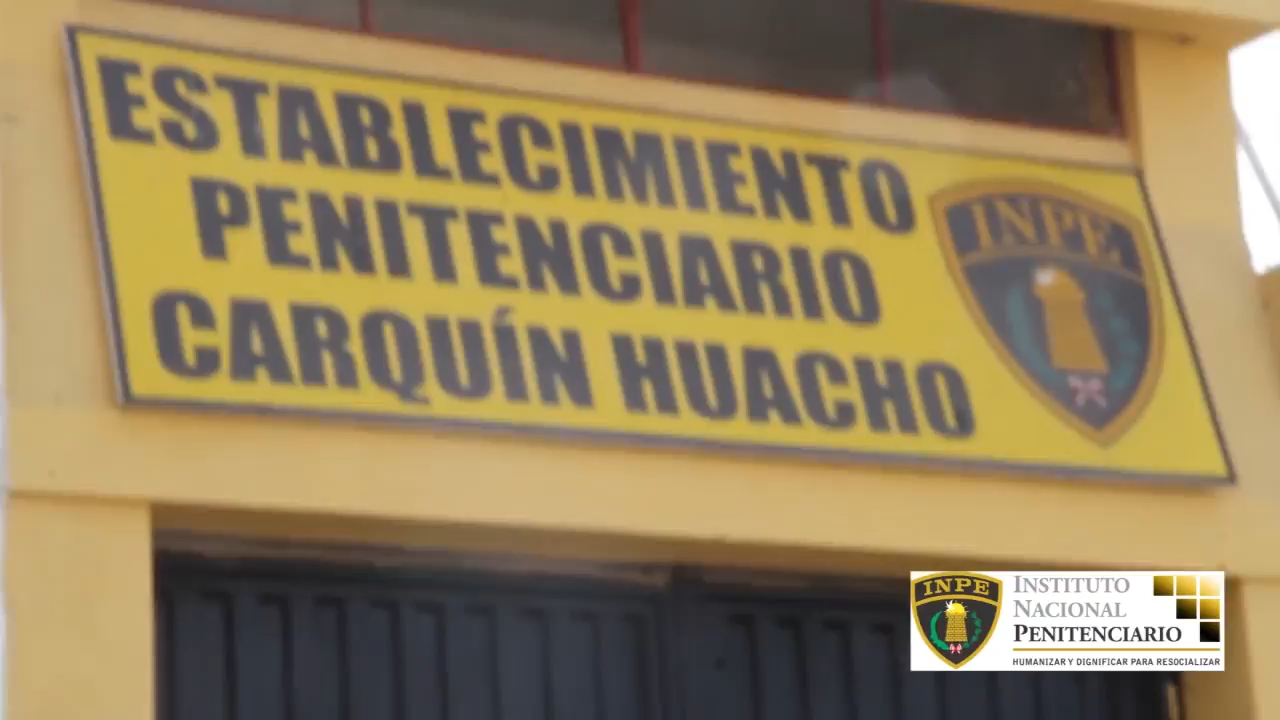 ESTABLECIMIENTO
PENITENCIARIO
CARQUÍN HUACHO
INPE
INPE
INSTITUTO
NACIONAL
PENITENCIARIO
HUMANIZAR Y DIGNIFICAR PARA RESOCIALIZAR